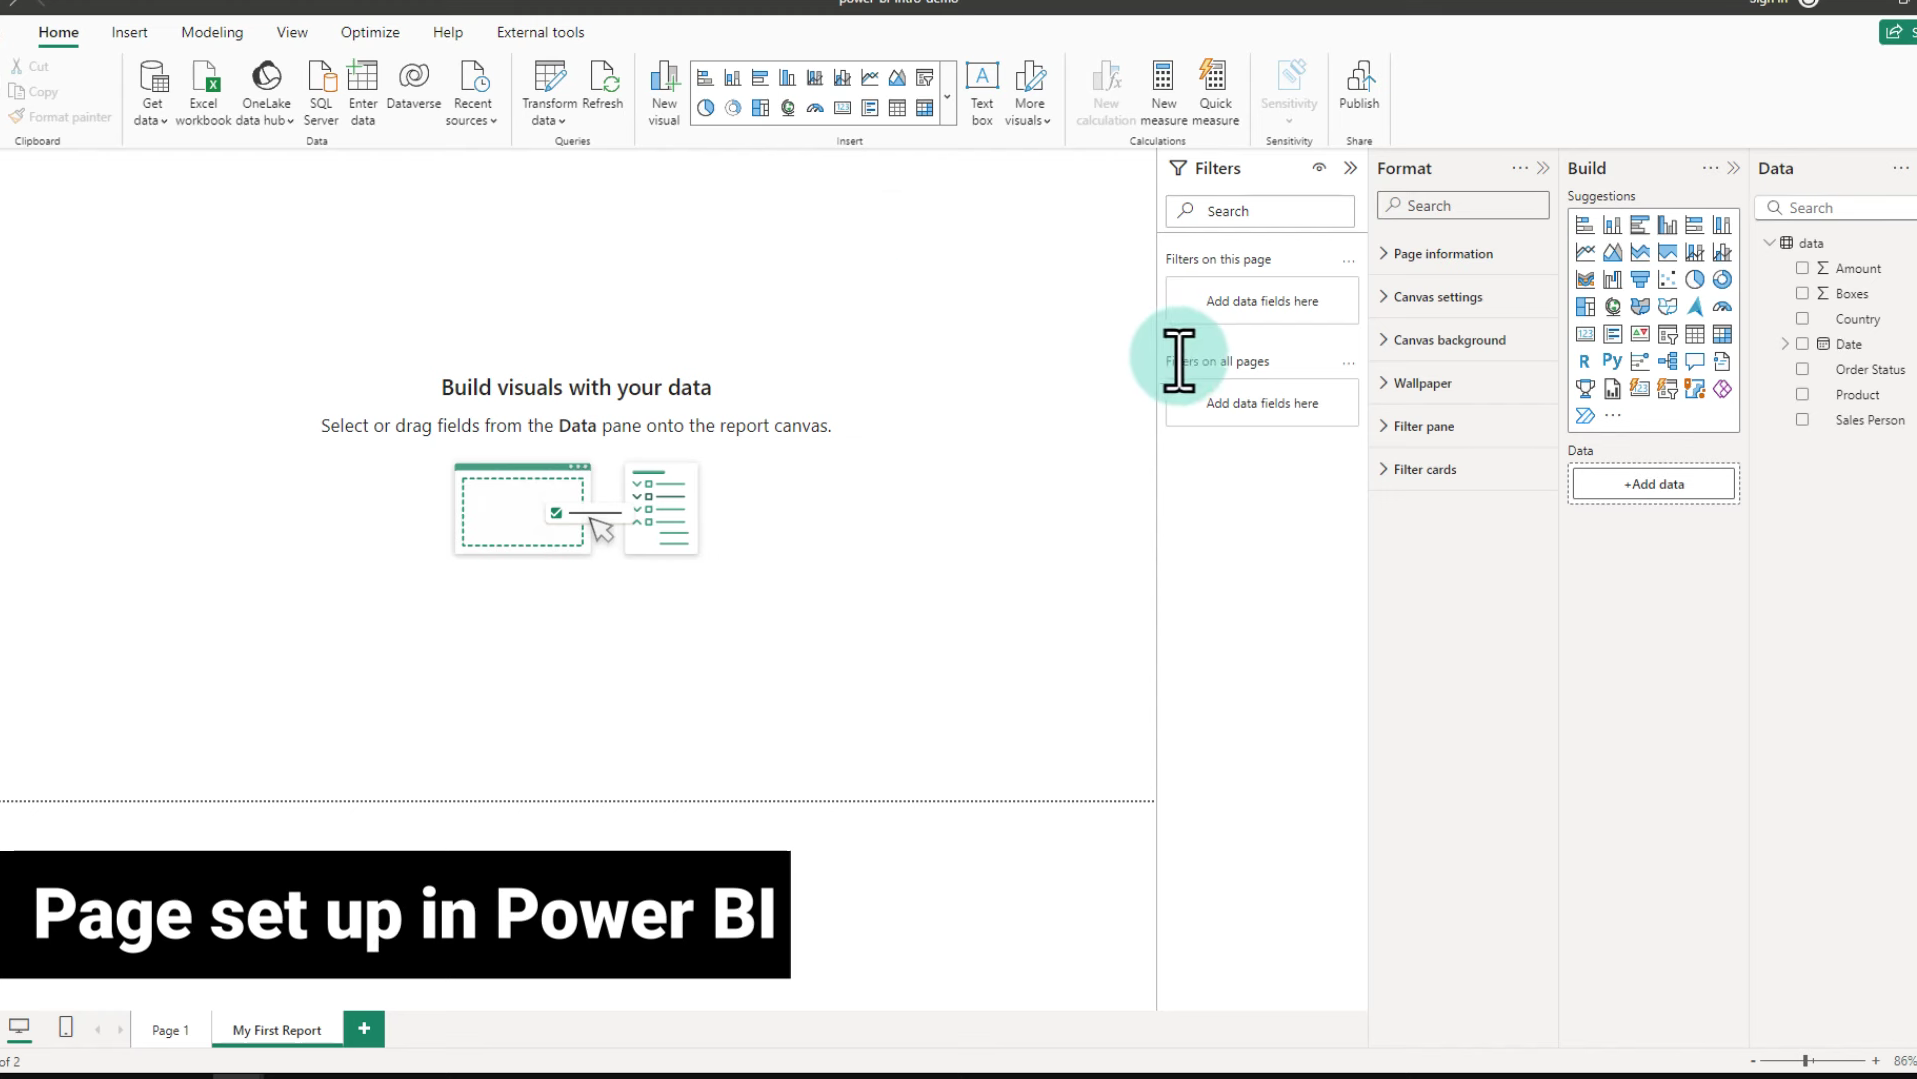 power-bi-intro-demo
Sign in
Home Insert Modeling View Optimize Help External tools
Cut
Copy
Format painter
Clipboard
Get data
Excel workbook
OneLake data hub
SQL Server
Enter data
Dataverse
Recent sources
Data
Transform data
Refresh
Queries
New visual
Text box
More visuals
Insert
New calculation
New measure
Quick measure
Calculations
Sensitivity
Sensitivity
Publish
Share
Build visuals with your data
Select or drag fields from the Data pane onto the report canvas.
Filters
Search
Filters on this page
Add data fields here
Filters on all pages
Add data fields here
Format
Search
Page information
Canvas settings
Canvas background
Wallpaper
Filter pane
Filter cards
Build
Suggestions
R Py
123
Data
+Add data
Data
Search
data
Σ Amount
Σ Boxes
Country
Date
Order Status
Product
Sales Person
Page set up in Power BI
Page 1
My First Report
+
of 2
- + 86%